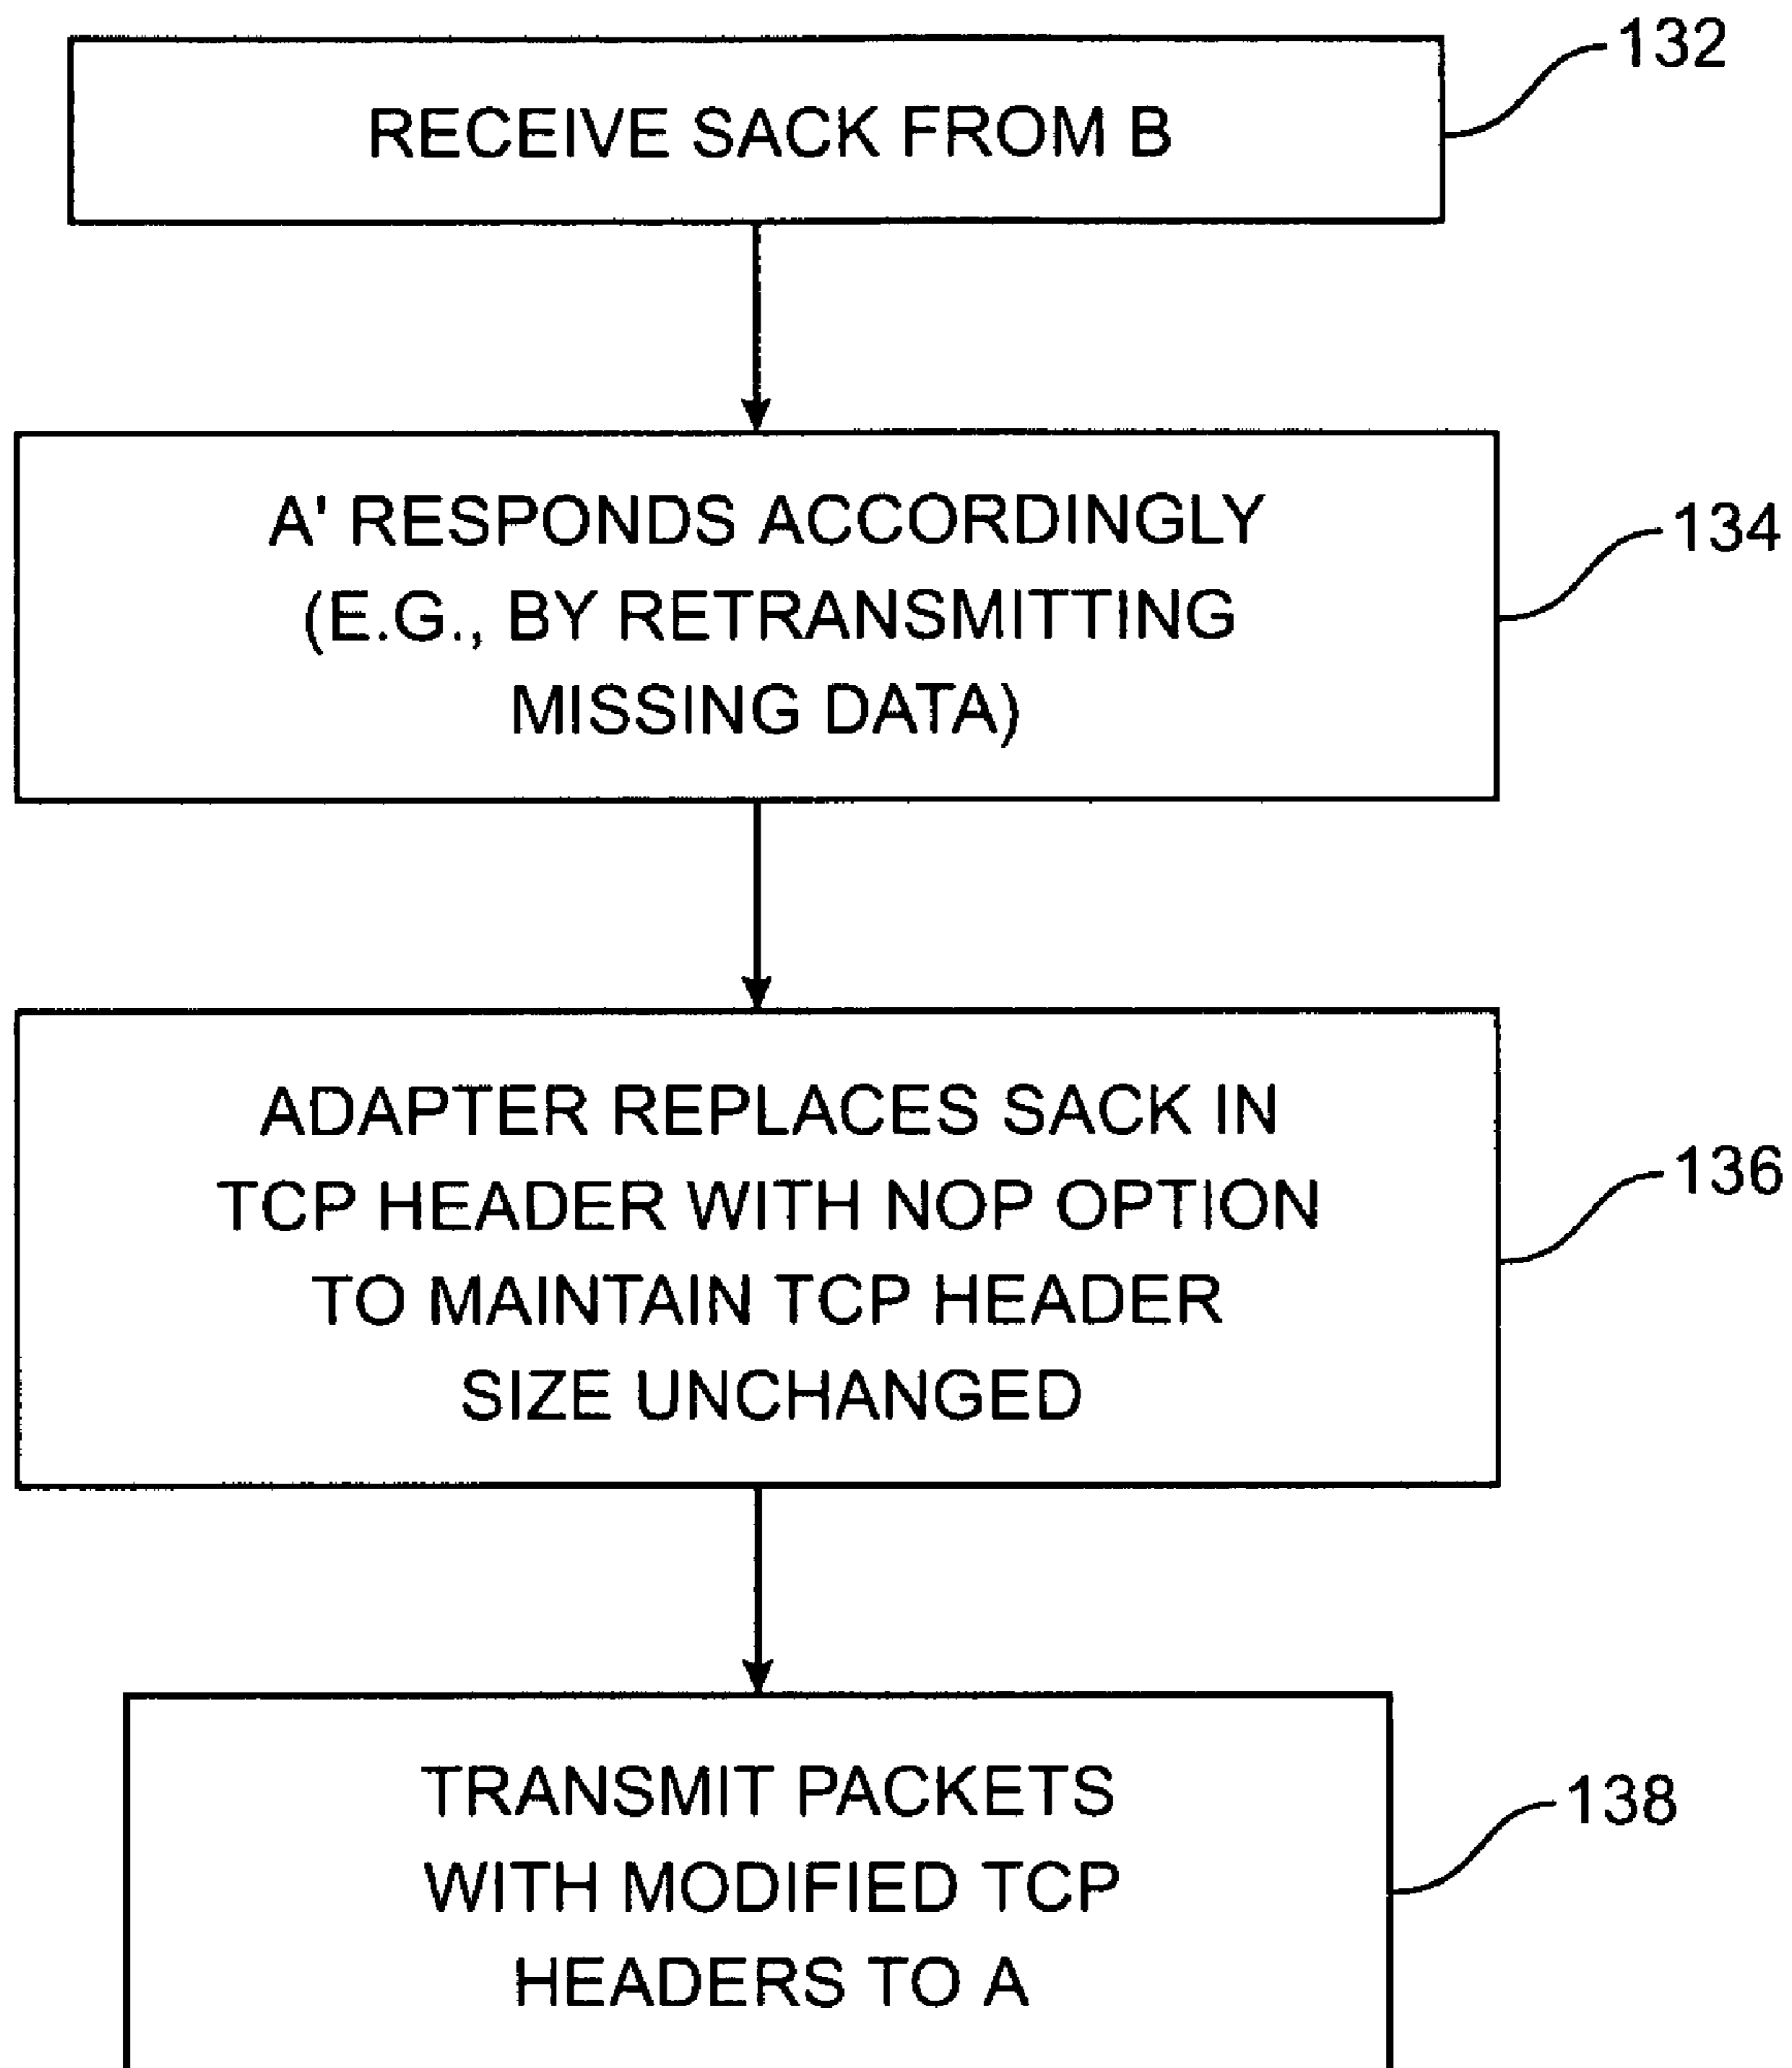 132
RECEIVE SACK FROM B
134
A' RESPONDS ACCORDINGLY
(E.G., BY RETRANSMITTING
MISSING DATA)
136
ADAPTER REPLACES SACK IN
TCP HEADER WITH NOP OPTION
TO MAINTAIN TCP HEADER
SIZE UNCHANGED
138
TRANSMIT PACKETS
WITH MODIFIED TCP
HEADERS TO A